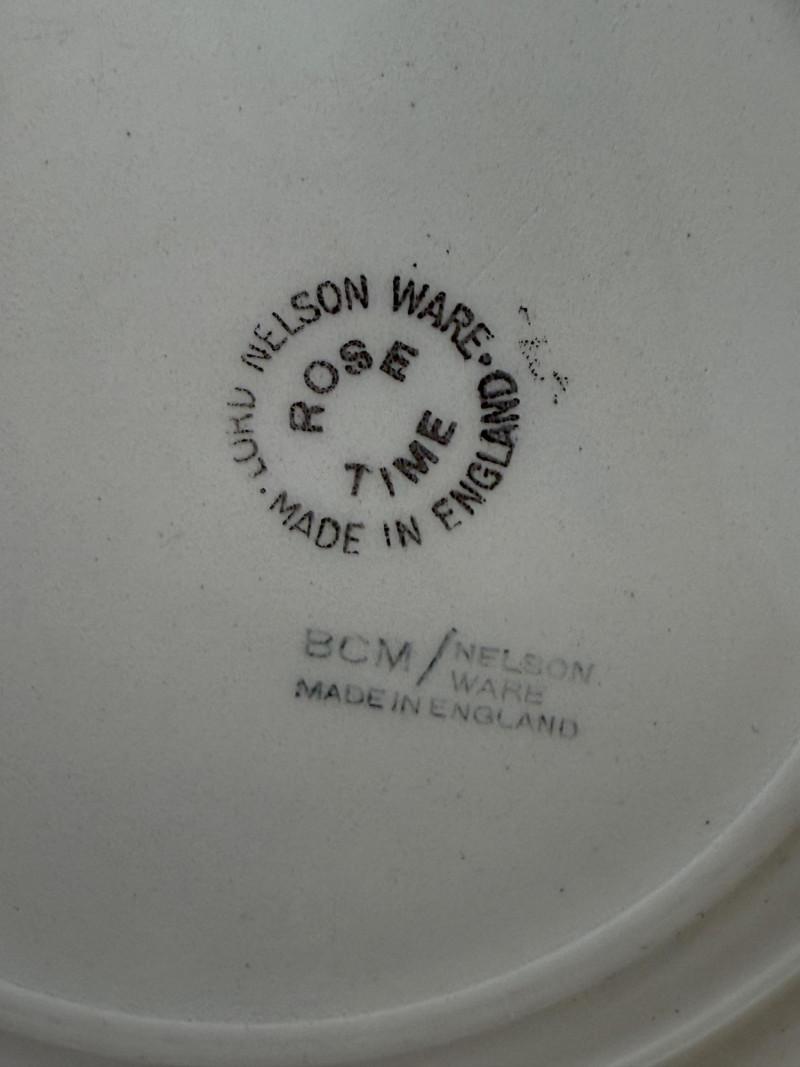 LORD NELSON WARE · MADE IN ENGLAND ·
ROSE
TIME
BCM / NELSON
WARE
MADE IN ENGLAND